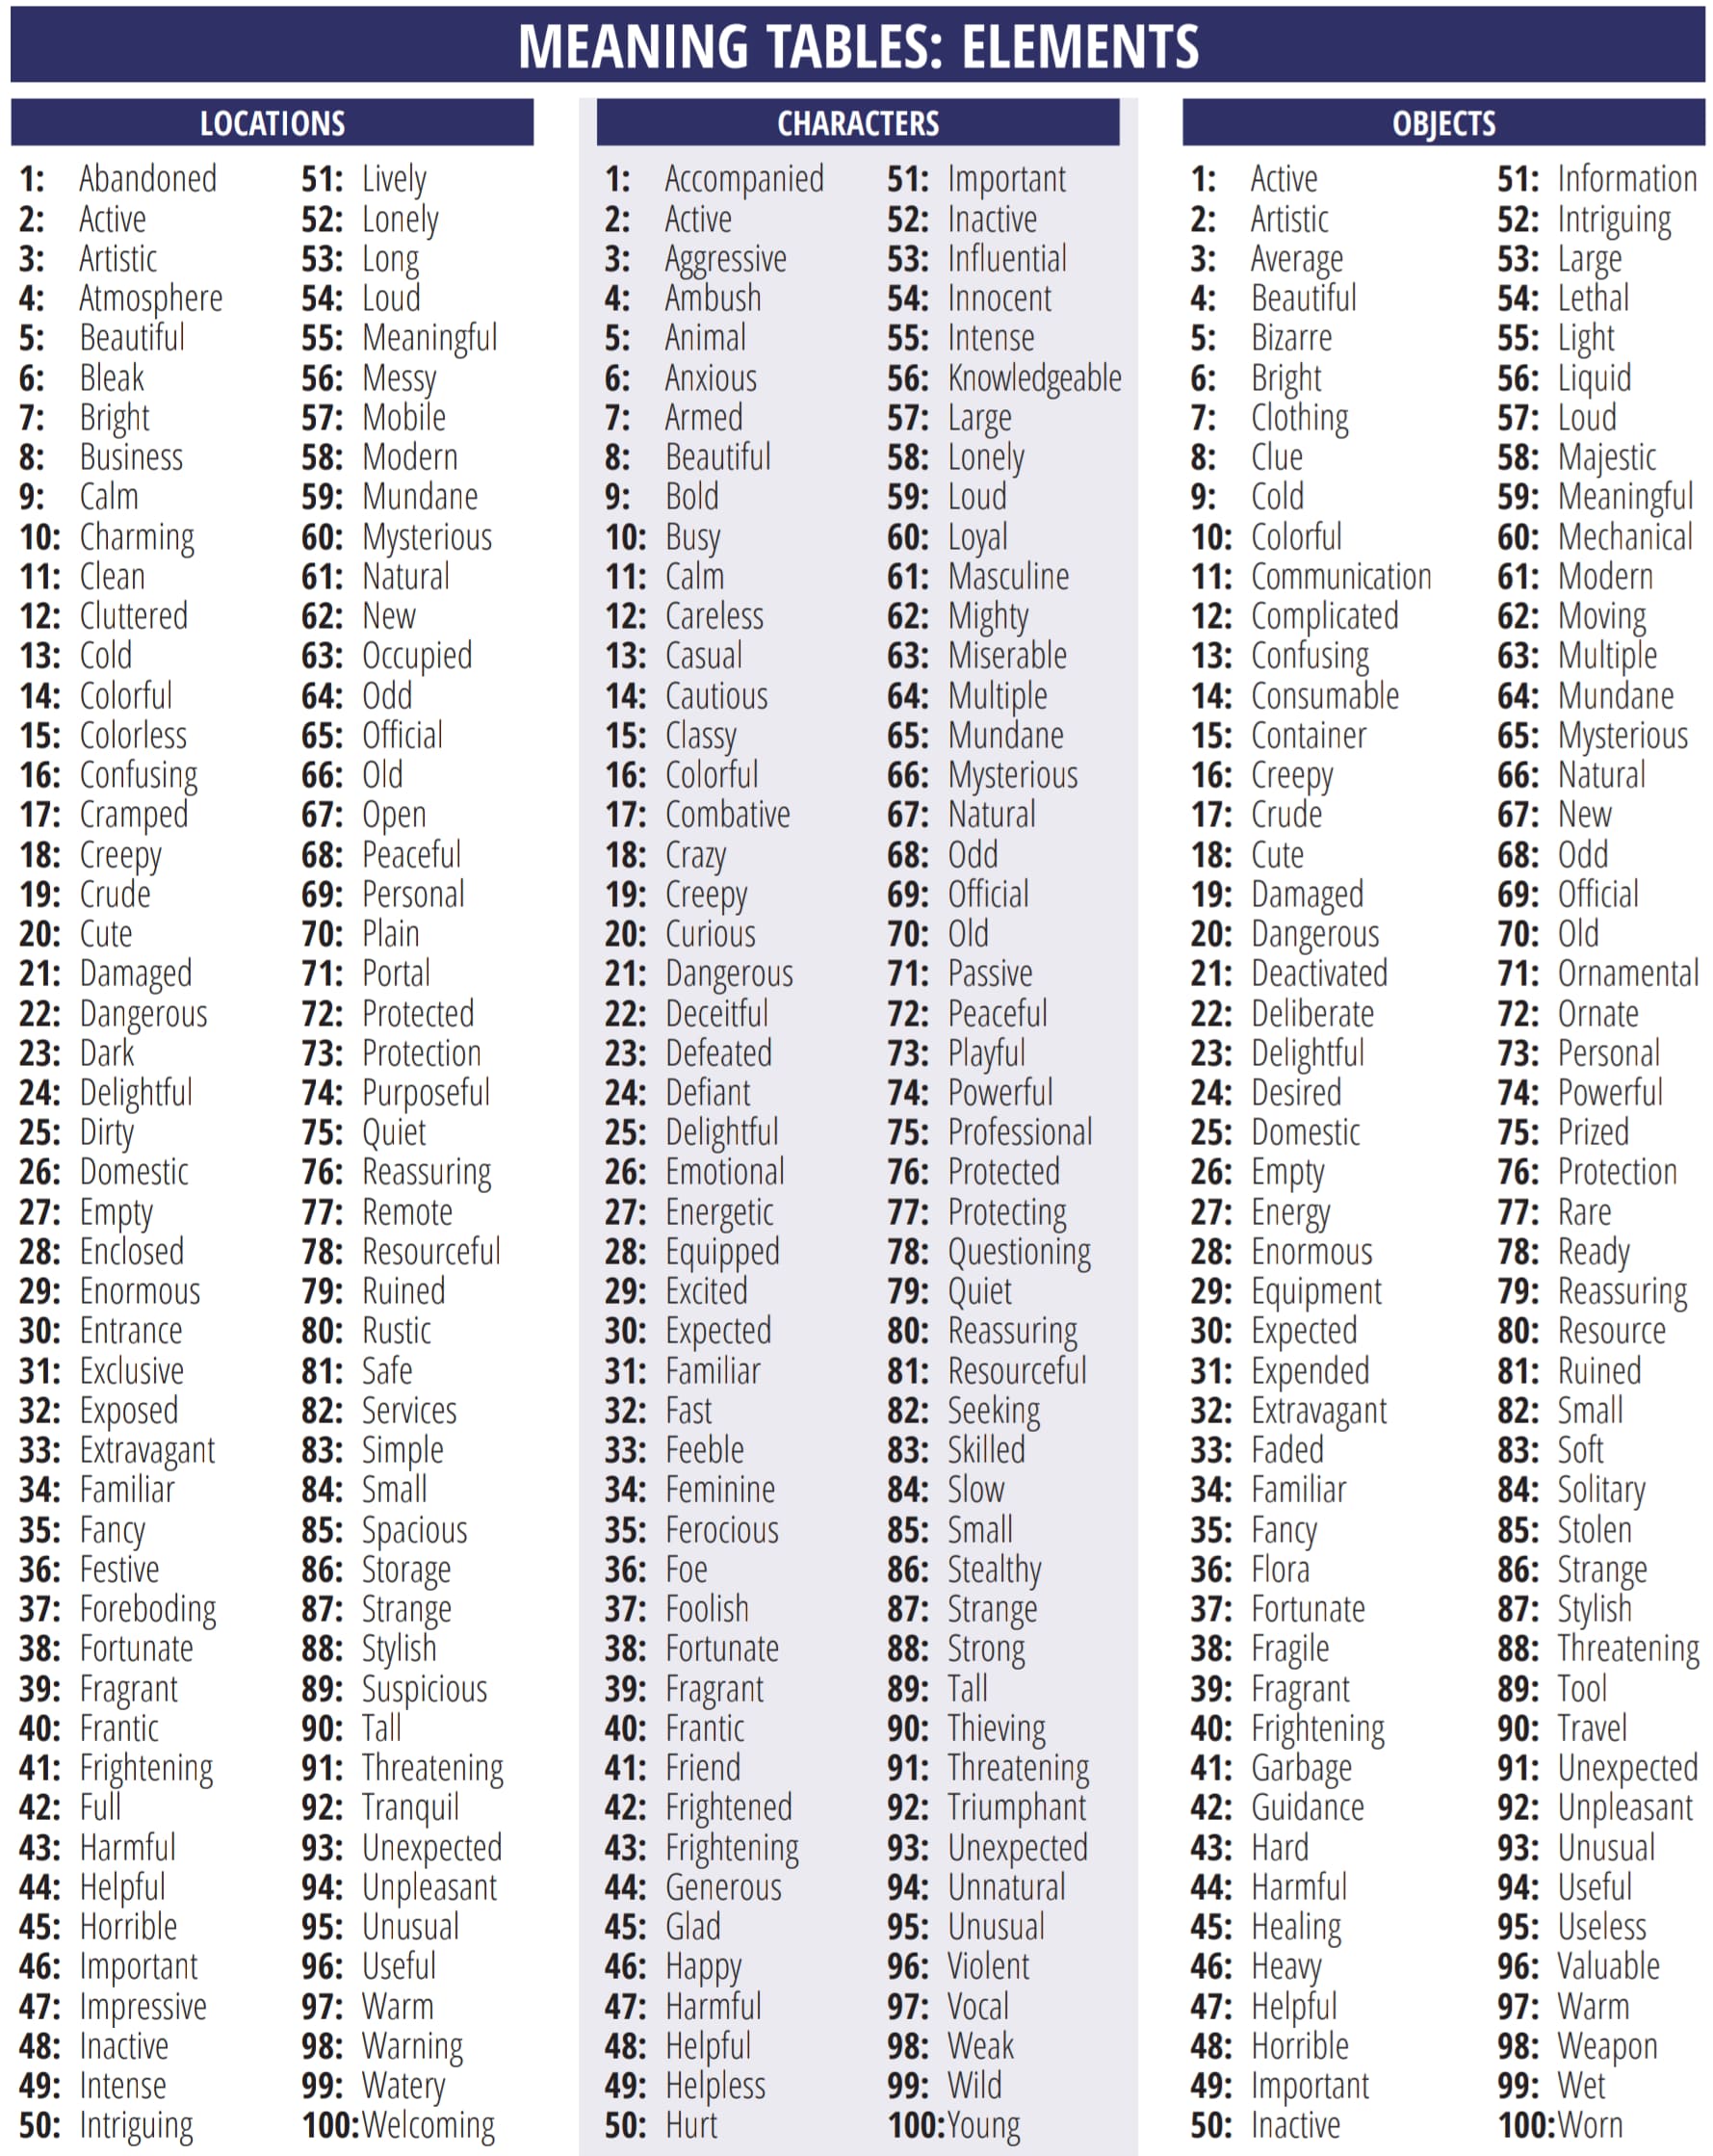 MEANING TABLES: ELEMENTS
LOCATIONS
1: Abandoned
2: Active
3: Artistic
4: Atmosphere
5: Beautiful
6: Bleak
7: Bright
8: Business
9: Calm
10: Charming
11: Clean
12: Cluttered
13: Cold
14: Colorful
15: Colorless
16: Confusing
17: Cramped
18: Creepy
19: Crude
20: Cute
21: Damaged
22: Dangerous
23: Dark
24: Delightful
25: Dirty
26: Domestic
27: Empty
28: Enclosed
29: Enormous
30: Entrance
31: Exclusive
32: Exposed
33: Extravagant
34: Familiar
35: Fancy
36: Festive
37: Foreboding
38: Fortunate
39: Fragrant
40: Frantic
41: Frightening
42: Full
43: Harmful
44: Helpful
45: Horrible
46: Important
47: Impressive
48: Inactive
49: Intense
50: Intriguing
51: Lively
52: Lonely
53: Long
54: Loud
55: Meaningful
56: Messy
57: Mobile
58: Modern
59: Mundane
60: Mysterious
61: Natural
62: New
63: Occupied
64: Odd
65: Official
66: Old
67: Open
68: Peaceful
69: Personal
70: Plain
71: Portal
72: Protected
73: Protection
74: Purposeful
75: Quiet
76: Reassuring
77: Remote
78: Resourceful
79: Ruined
80: Rustic
81: Safe
82: Services
83: Simple
84: Small
85: Spacious
86: Storage
87: Strange
88: Stylish
89: Suspicious
90: Tall
91: Threatening
92: Tranquil
93: Unexpected
94: Unpleasant
95: Unusual
96: Useful
97: Warm
98: Warning
99: Watery
100: Welcoming
CHARACTERS
1: Accompanied
2: Active
3: Aggressive
4: Ambush
5: Animal
6: Anxious
7: Armed
8: Beautiful
9: Bold
10: Busy
11: Calm
12: Careless
13: Casual
14: Cautious
15: Classy
16: Colorful
17: Combative
18: Crazy
19: Creepy
20: Curious
21: Dangerous
22: Deceitful
23: Defeated
24: Defiant
25: Delightful
26: Emotional
27: Energetic
28: Equipped
29: Excited
30: Expected
31: Familiar
32: Fast
33: Feeble
34: Feminine
35: Ferocious
36: Foe
37: Foolish
38: Fortunate
39: Fragrant
40: Frantic
41: Friend
42: Frightened
43: Frightening
44: Generous
45: Glad
46: Happy
47: Harmful
48: Helpful
49: Helpless
50: Hurt
51: Important
52: Inactive
53: Influential
54: Innocent
55: Intense
56: Knowledgeable
57: Large
58: Lonely
59: Loud
60: Loyal
61: Masculine
62: Mighty
63: Miserable
64: Multiple
65: Mundane
66: Mysterious
67: Natural
68: Odd
69: Official
70: Old
71: Passive
72: Peaceful
73: Playful
74: Powerful
75: Professional
76: Protected
77: Protecting
78: Questioning
79: Quiet
80: Reassuring
81: Resourceful
82: Seeking
83: Skilled
84: Slow
85: Small
86: Stealthy
87: Strange
88: Strong
89: Tall
90: Thieving
91: Threatening
92: Triumphant
93: Unexpected
94: Unnatural
95: Unusual
96: Violent
97: Vocal
98: Weak
99: Wild
100: Young
OBJECTS
1: Active
2: Artistic
3: Average
4: Beautiful
5: Bizarre
6: Bright
7: Clothing
8: Clue
9: Cold
10: Colorful
11: Communication
12: Complicated
13: Confusing
14: Consumable
15: Container
16: Creepy
17: Crude
18: Cute
19: Damaged
20: Dangerous
21: Deactivated
22: Deliberate
23: Delightful
24: Desired
25: Domestic
26: Empty
27: Energy
28: Enormous
29: Equipment
30: Expected
31: Expended
32: Extravagant
33: Faded
34: Familiar
35: Fancy
36: Flora
37: Fortunate
38: Fragile
39: Fragrant
40: Frightening
41: Garbage
42: Guidance
43: Hard
44: Harmful
45: Healing
46: Heavy
47: Helpful
48: Horrible
49: Important
50: Inactive
51: Information
52: Intriguing
53: Large
54: Lethal
55: Light
56: Liquid
57: Loud
58: Majestic
59: Meaningful
60: Mechanical
61: Modern
62: Moving
63: Multiple
64: Mundane
65: Mysterious
66: Natural
67: New
68: Odd
69: Official
70: Old
71: Ornamental
72: Ornate
73: Personal
74: Powerful
75: Prized
76: Protection
77: Rare
78: Ready
79: Reassuring
80: Resource
81: Ruined
82: Small
83: Soft
84: Solitary
85: Stolen
86: Strange
87: Stylish
88: Threatening
89: Tool
90: Travel
91: Unexpected
92: Unpleasant
93: Unusual
94: Useful
95: Useless
96: Valuable
97: Warm
98: Weapon
99: Wet
100: Worn